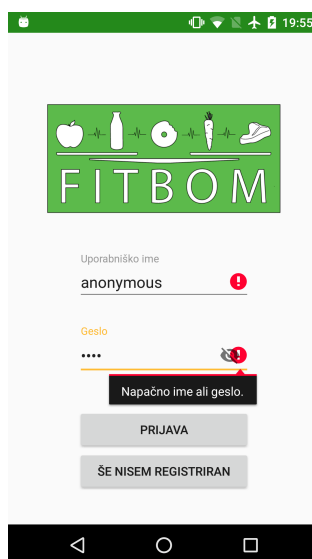 19:55
FITBOM
Uporabniško ime
anonymous
Geslo
••••
Napačno ime ali geslo.
PRIJAVA
ŠE NISEM REGISTRIRAN